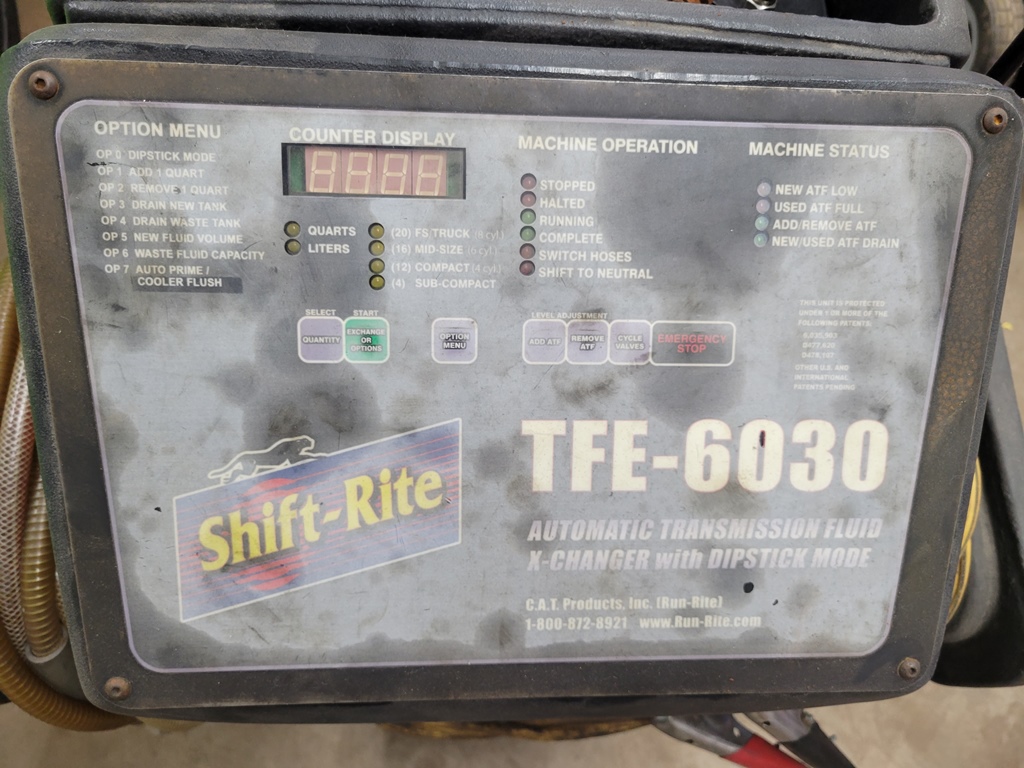 OPTION MENU
OP 0 DIPSTICK MODE
OP 1 ADD 1 QUART
OP 2 REMOVE 1 QUART
OP 3 DRAIN NEW TANK
OP 4 DRAIN WASTE TANK
OP 5 NEW FLUID VOLUME
OP 6 WASTE FLUID CAPACITY
OP 7 AUTO PRIME /
COOLER FLUSH
COUNTER DISPLAY
QUARTS
LITERS
(20) FS/TRUCK (8 cyl.)
(16) MID-SIZE (6 cyl.)
(12) COMPACT (4 cyl.)
(4) SUB-COMPACT
MACHINE OPERATION
STOPPED
HALTED
RUNNING
COMPLETE
SWITCH HOSES
SHIFT TO NEUTRAL
MACHINE STATUS
NEW ATF LOW
USED ATF FULL
ADD/REMOVE ATF
NEW/USED ATF DRAIN
SELECT
QUANTITY
START
EXCHANGE
OR
OPTIONS
OPTION
MENU
LEVEL ADJUSTMENT
ADD ATF
REMOVE
ATF
CYCLE
VALVES
EMERGENCY
STOP
THIS UNIT IS PROTECTED
UNDER 1 OR MORE OF THE
FOLLOWING PATENTS:
OTHER U.S. AND
INTERNATIONAL
PATENTS PENDING
Shift-Rite
TFE-6030
AUTOMATIC TRANSMISSION FLUID
X-CHANGER with DIPSTICK MODE
C.A.T. Products, Inc. (Run-Rite)
1-800-872-8921 www.Run-Rite.com